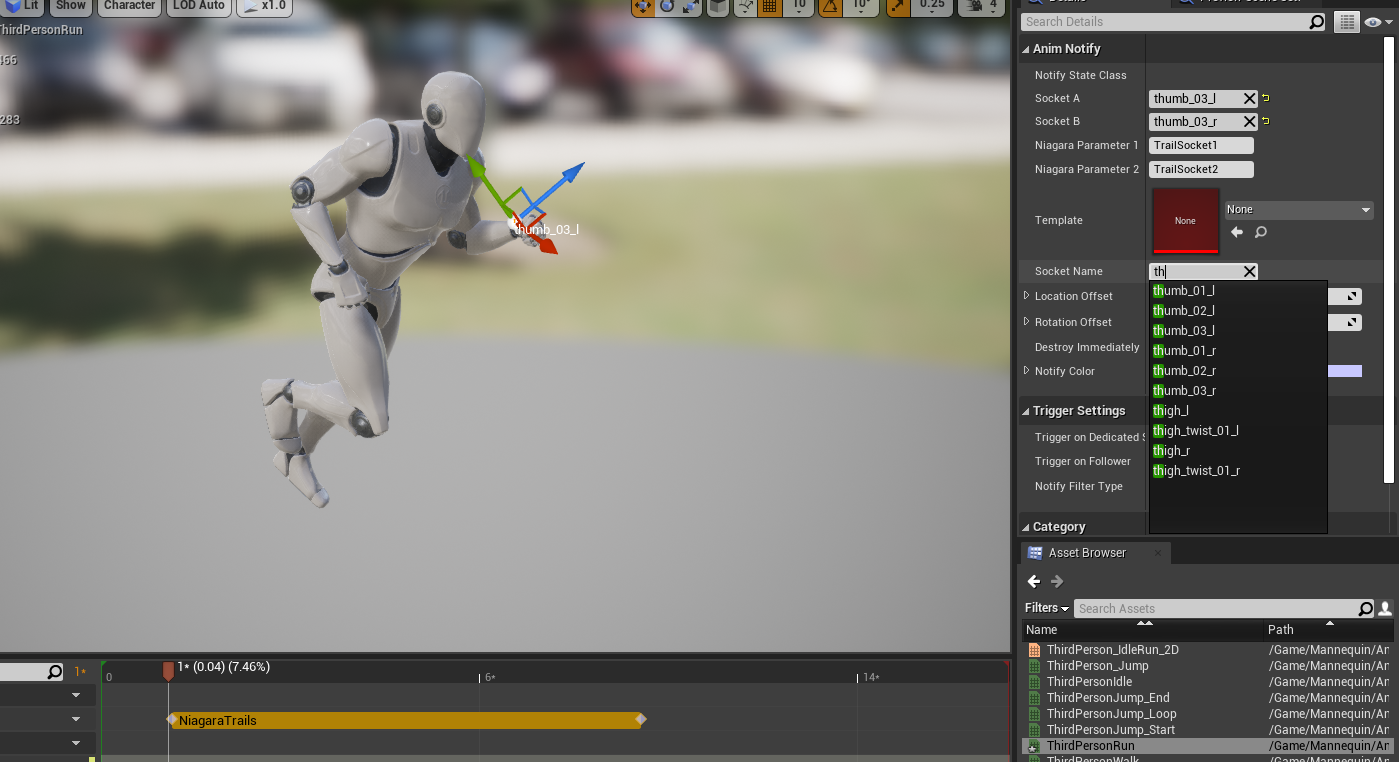 Lit
Show
Character
LOD Auto
x1.0
10
10°
0.25
4
ThirdPersonRun
466
283
thumb_03_l
Search Details
Anim Notify
Notify State Class
Socket A
thumb_03_l
Socket B
thumb_03_r
Niagara Parameter 1
TrailSocket1
Niagara Parameter 2
TrailSocket2
Template
None
None
Socket Name
th
thumb_01_l
thumb_02_l
thumb_03_l
thumb_01_r
thumb_02_r
thumb_03_r
thigh_l
thigh_twist_01_l
thigh_r
thigh_twist_01_r
Location Offset
Rotation Offset
Destroy Immediately
Notify Color
Trigger Settings
Trigger on Dedicated S
Trigger on Follower
Notify Filter Type
Category
Asset Browser
Filters
Search Assets
Name
Path
ThirdPerson_IdleRun_2D
/Game/Mannequin/An
ThirdPerson_Jump
/Game/Mannequin/An
ThirdPersonIdle
/Game/Mannequin/An
ThirdPersonJump_End
/Game/Mannequin/An
ThirdPersonJump_Loop
/Game/Mannequin/An
ThirdPersonJump_Start
/Game/Mannequin/An
ThirdPersonRun
/Game/Mannequin/An
ThirdPersonWalk
/Game/Mannequin/An
1*
1* (0.04) (7.46%)
0
6*
14*
NiagaraTrails